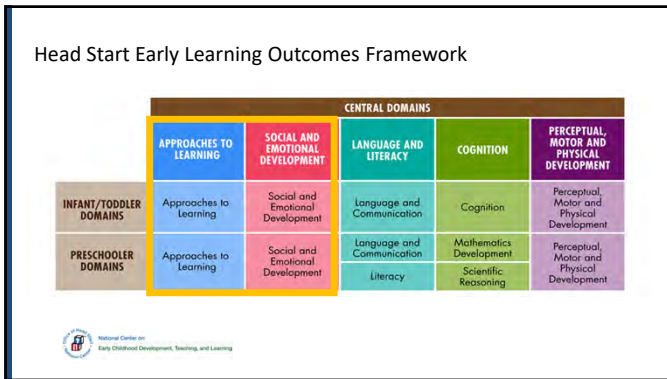 Head Start Early Learning Outcomes Framework
CENTRAL DOMAINS
APPROACHES TO
LEARNING
SOCIAL AND
EMOTIONAL
DEVELOPMENT
LANGUAGE AND
LITERACY
COGNITION
PERCEPTUAL,
MOTOR AND
PHYSICAL
DEVELOPMENT
INFANT/TODDLER
DOMAINS
Approaches to
Learning
Social and
Emotional
Development
Language and
Communication
Cognition
Perceptual,
Motor and
Physical
Development
PRESCHOOLER
DOMAINS
Approaches to
Learning
Social and
Emotional
Development
Language and
Communication
Literacy
Mathematics
Development
Scientific
Reasoning
Perceptual,
Motor and
Physical
Development
National Center on
Early Childhood Development, Teaching, and Learning